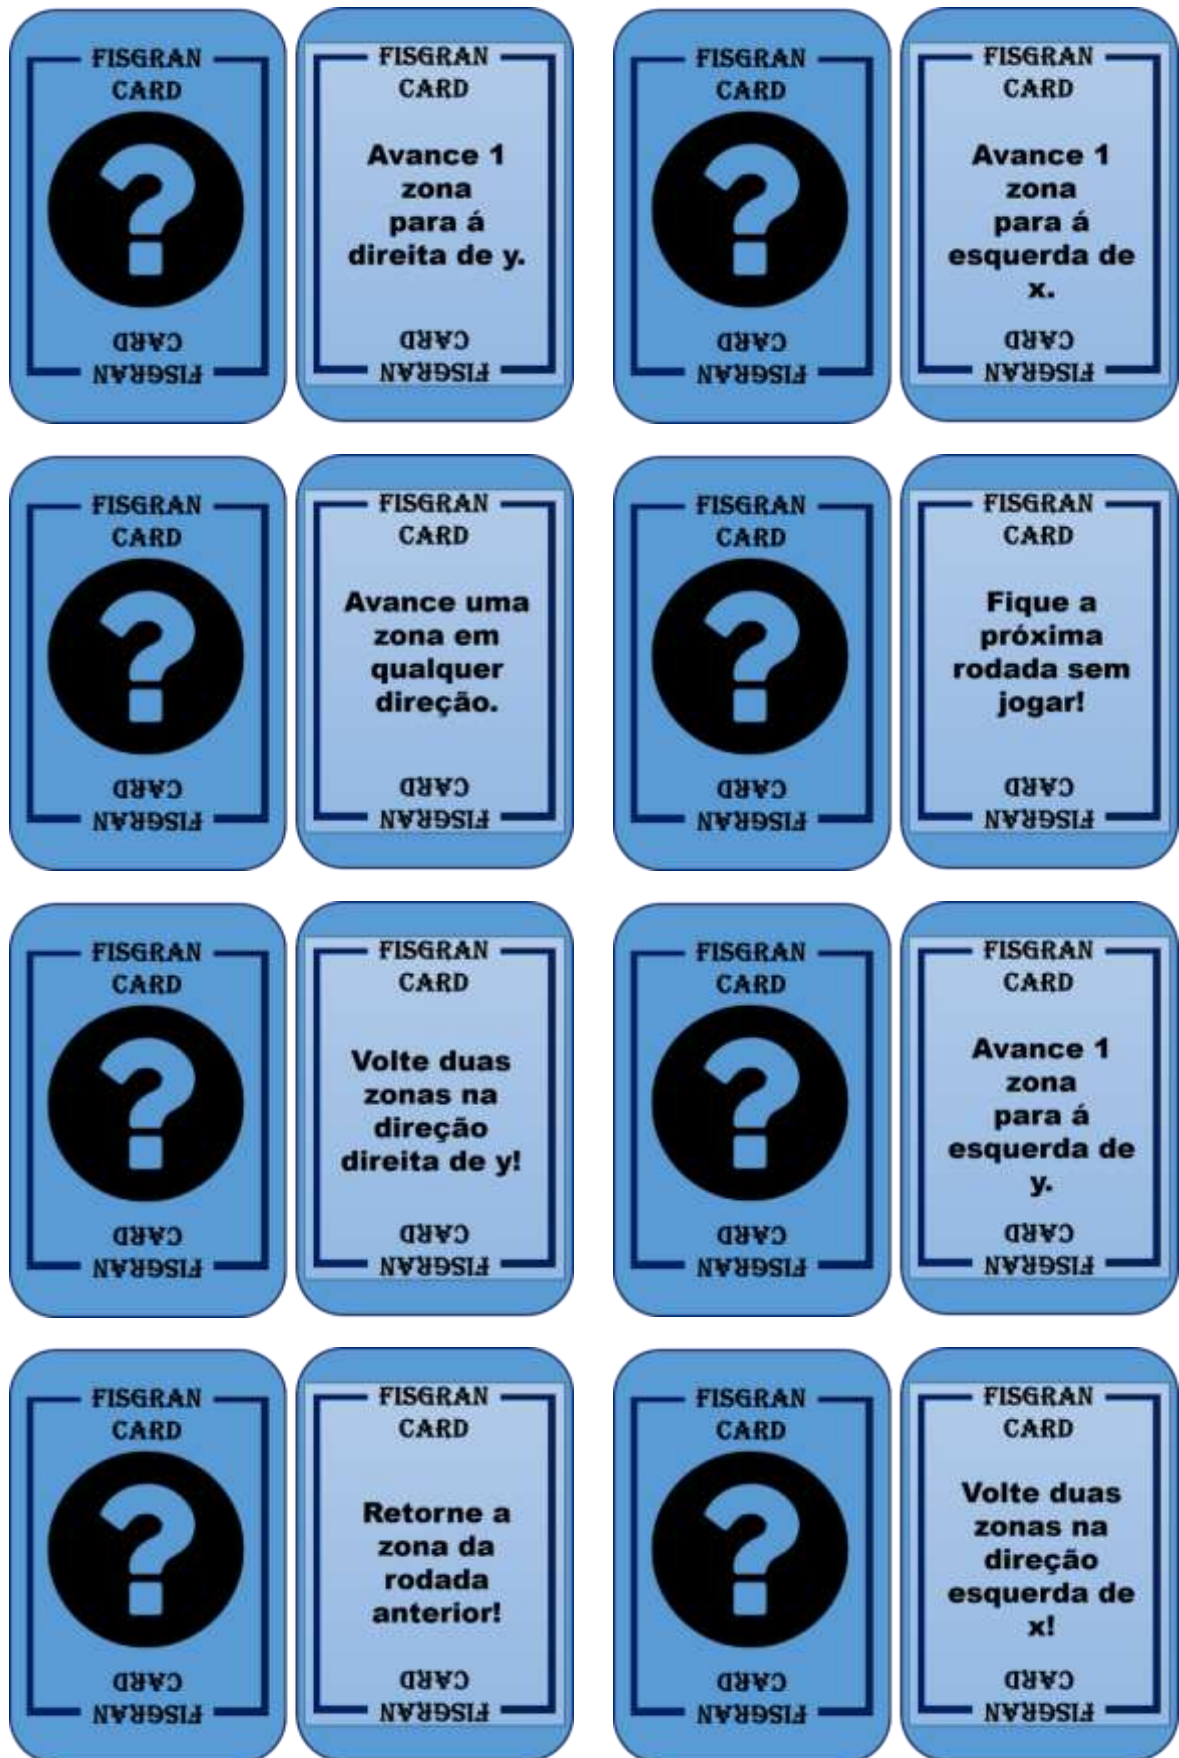 FISGRAN
CARD
?
CARD
FISGRAN
FISGRAN
CARD
Avance 1
zona
para á
direita de y.
CARD
FISGRAN
FISGRAN
CARD
?
CARD
FISGRAN
FISGRAN
CARD
Avance 1
zona
para á
esquerda de
x.
CARD
FISGRAN
FISGRAN
CARD
?
CARD
FISGRAN
FISGRAN
CARD
Avance uma
zona em
qualquer
direção.
CARD
FISGRAN
FISGRAN
CARD
?
CARD
FISGRAN
FISGRAN
CARD
Fique a
próxima
rodada sem
jogar!
CARD
FISGRAN
FISGRAN
CARD
?
CARD
FISGRAN
FISGRAN
CARD
Volte duas
zonas na
direção
direita de y!
CARD
FISGRAN
FISGRAN
CARD
?
CARD
FISGRAN
FISGRAN
CARD
Avance 1
zona
para á
esquerda de
y.
CARD
FISGRAN
FISGRAN
CARD
?
CARD
FISGRAN
FISGRAN
CARD
Retorne a
zona da
rodada
anterior!
CARD
FISGRAN
FISGRAN
CARD
?
CARD
FISGRAN
FISGRAN
CARD
Volte duas
zonas na
direção
esquerda de
x!
CARD
FISGRAN